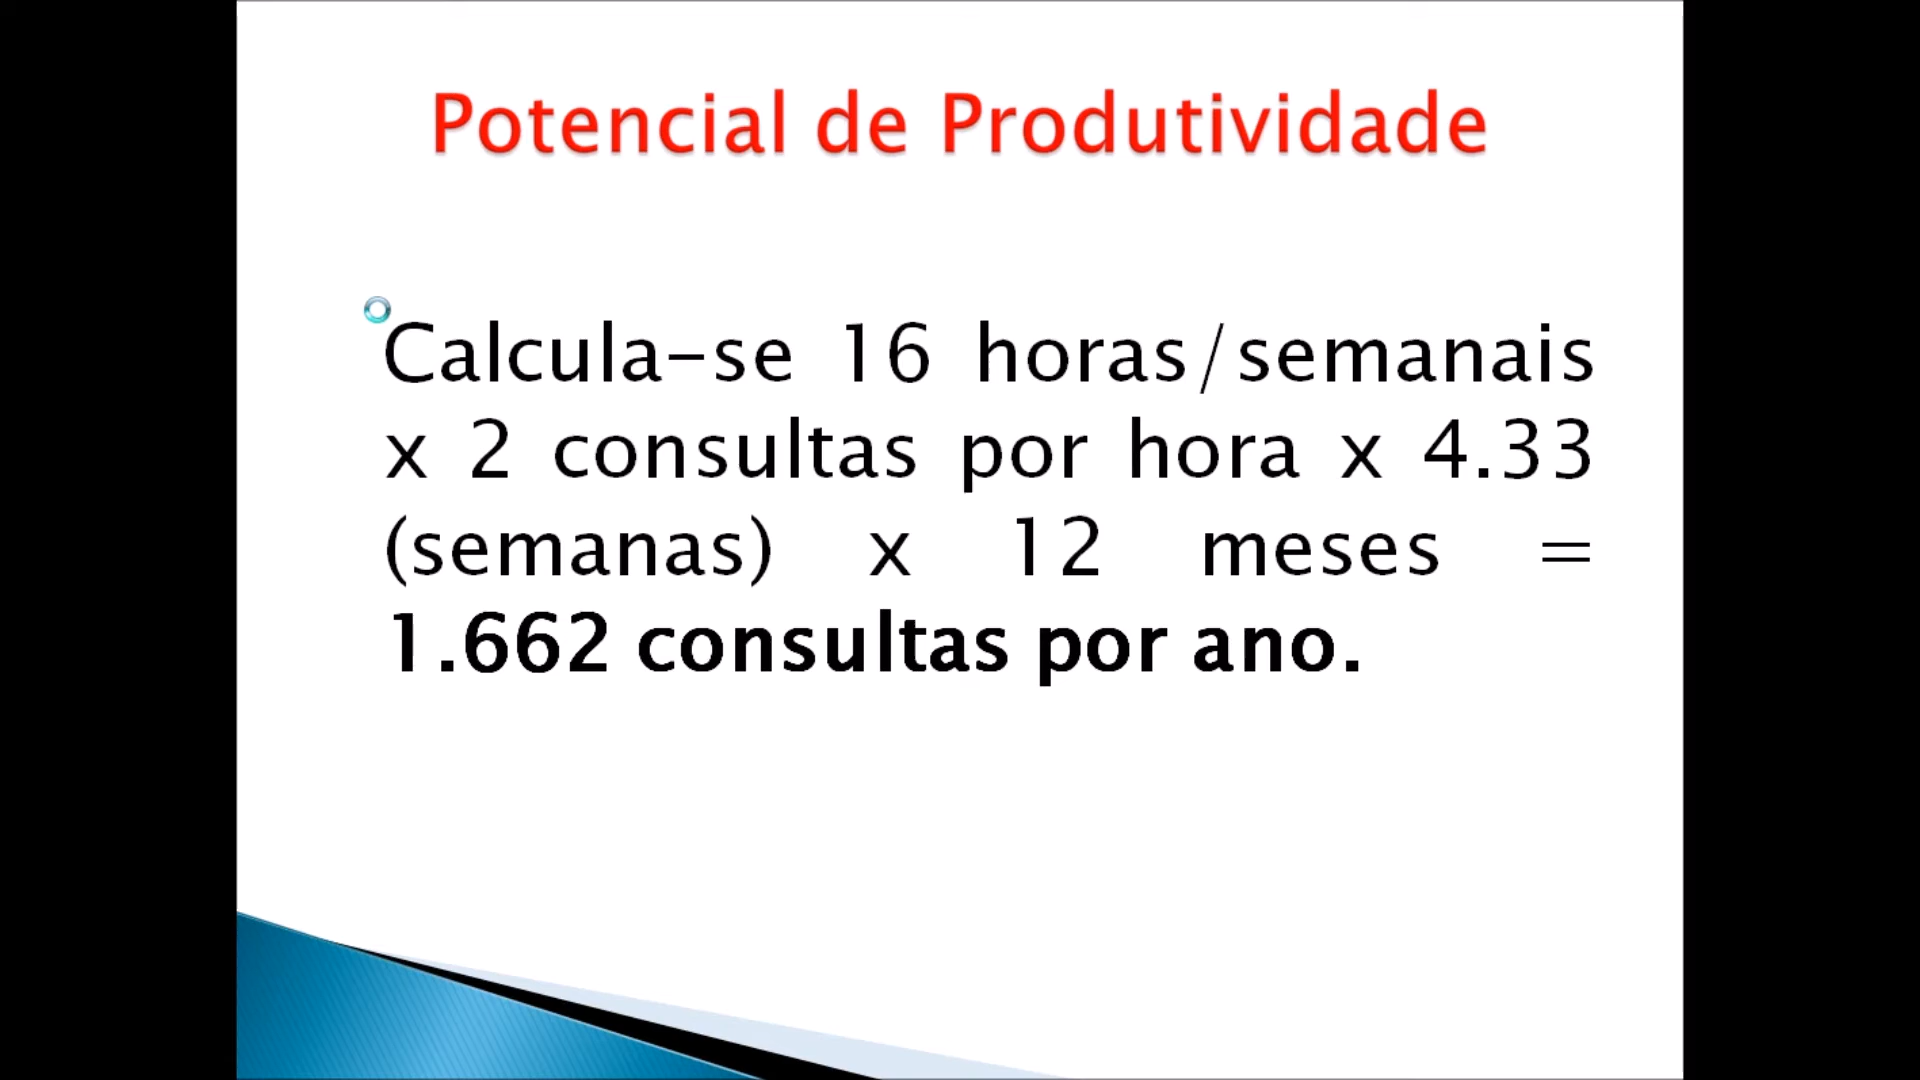 Potencial de Produtividade
Calcula-se 16 horas/semanais
x 2 consultas por hora x 4.33
(semanas) x 12 meses =
1.662 consultas por ano.